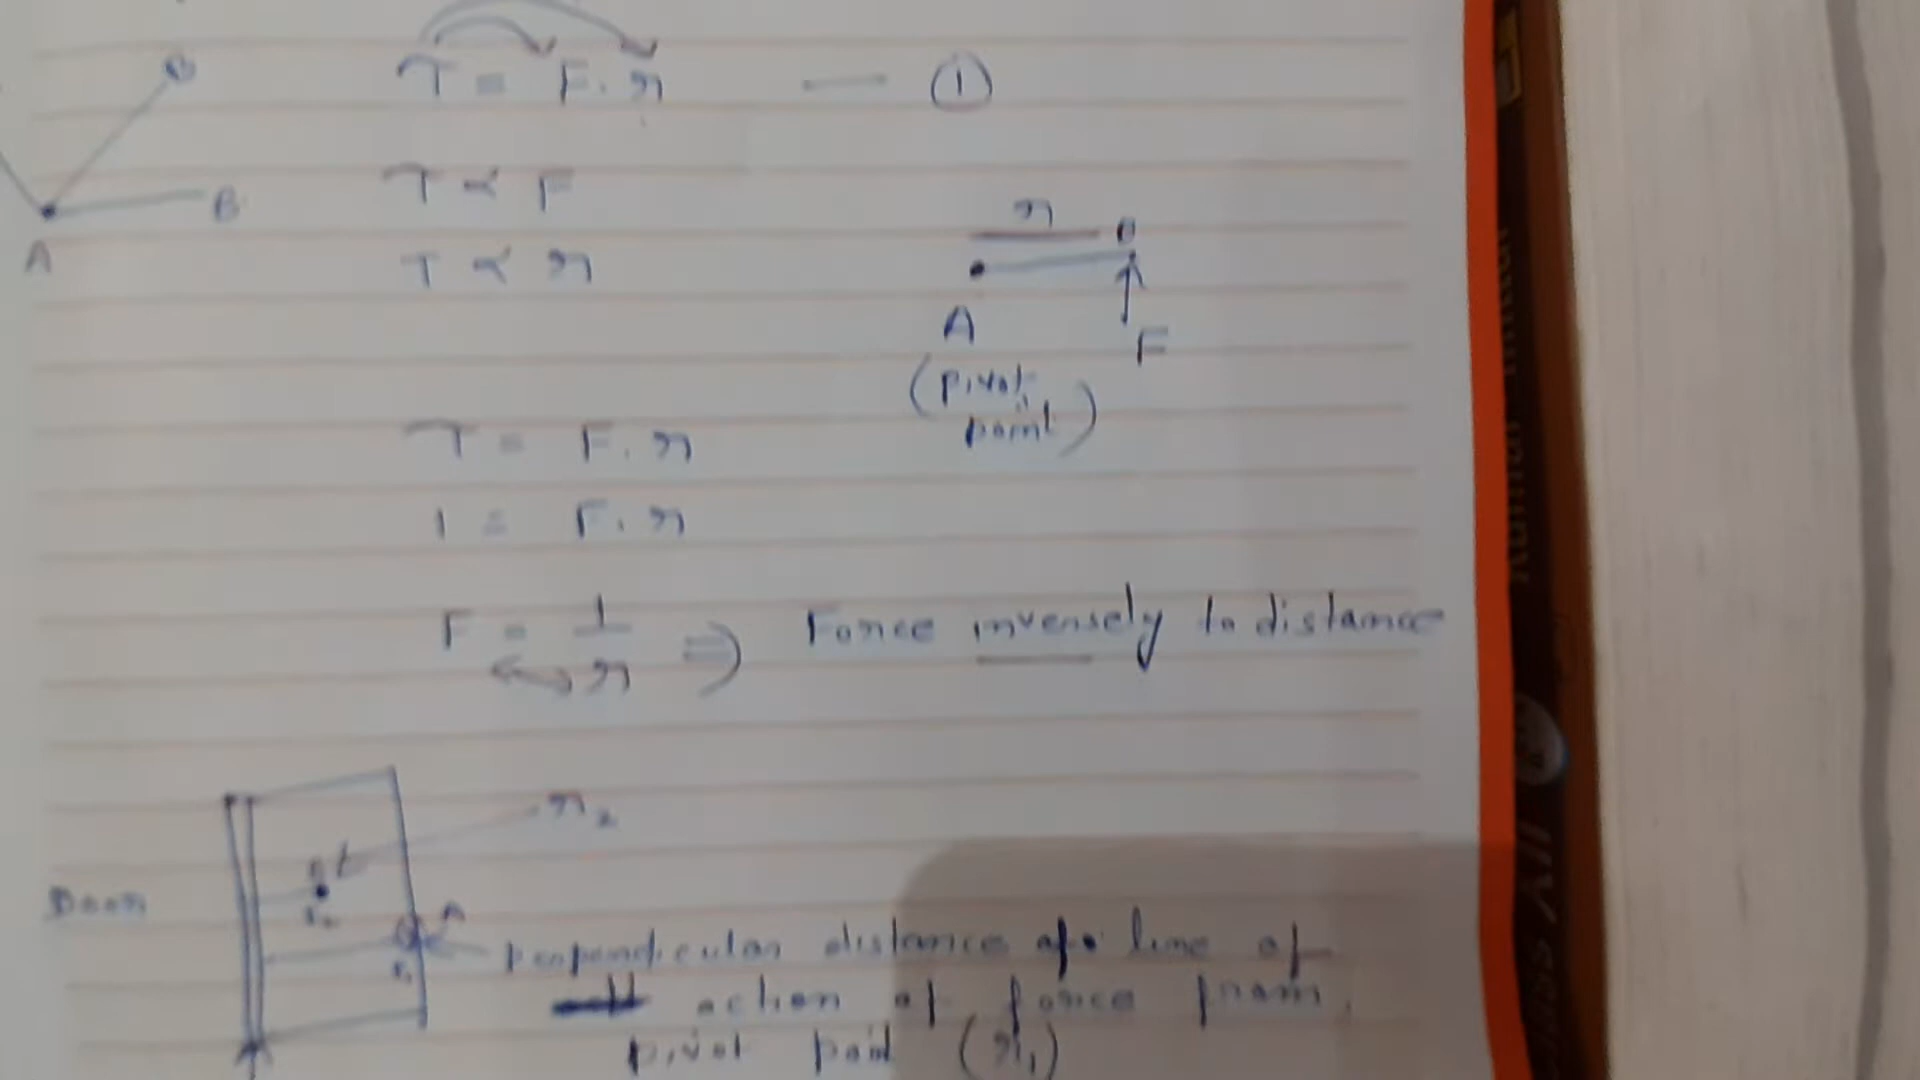 T = F. r — ①
B
T ∝ F
B
A
T ∝ r
r
B
A
F
(pivot
point)
T = F. r
1 = F. r
F = 1/r ⇒ Force inversely to distance
r₂
Door
A
perpendicular distance of line of
action of force from
pivot point (r₁)